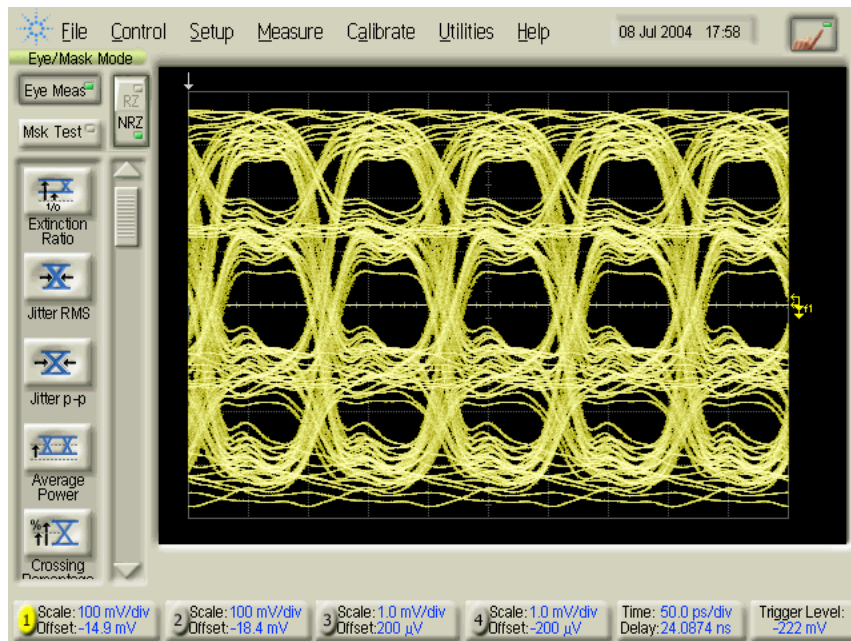 File Control Setup Measure Calibrate Utilities Help 08 Jul 2004 17:58
Eye/Mask Mode
Eye Meas
RZ
NRZ
Msk Test
1/0
Extinction
Ratio
Jitter RMS
Jitter p-p
Average
Power
%
Crossing
Percentage
f1
1 Scale:100 mV/div
Offset:-14.9 mV
2 Scale:100 mV/div
Offset:-18.4 mV
3 Scale:1.0 mV/div
Offset:200 µV
4 Scale:1.0 mV/div
Offset:-200 µV
Time:50.0 ps/div
Delay:24.0874 ns
Trigger Level:
-222 mV